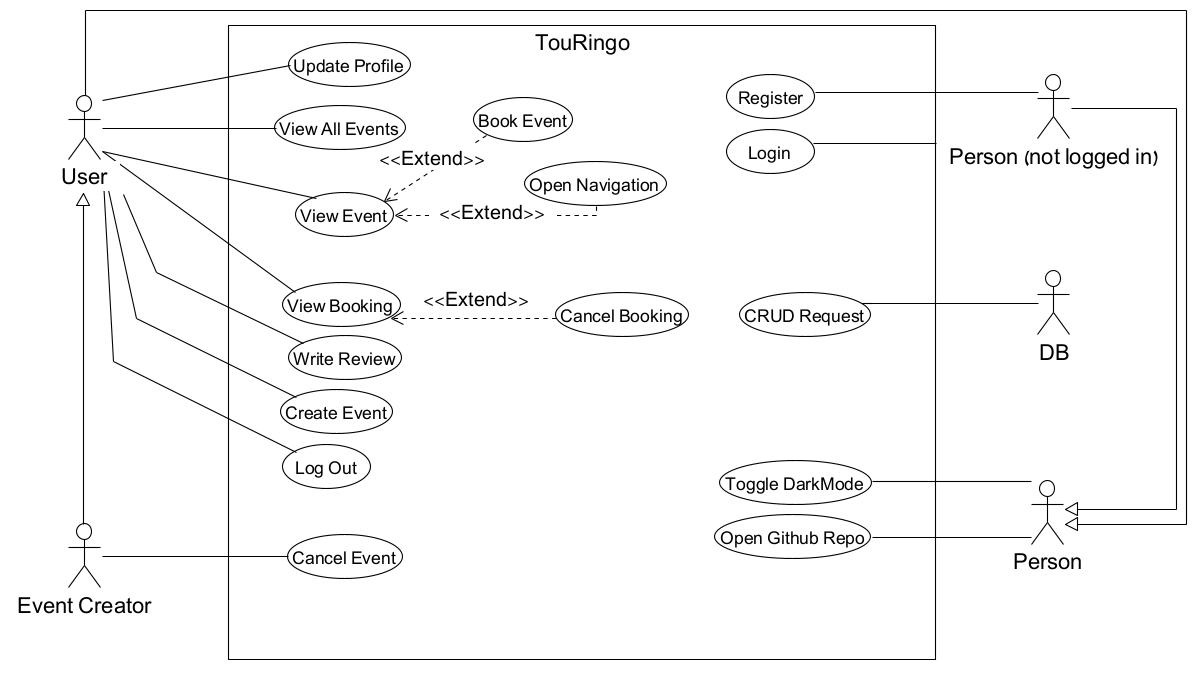 TouRingo
Update Profile
Register
View All Events
Book Event
Login
Person (not logged in)
<<Extend>>
User
Open Navigation
View Event
<<Extend>>
View Booking
<<Extend>>
Cancel Booking
CRUD Request
DB
Write Review
Create Event
Log Out
Toggle DarkMode
Open Github Repo
Cancel Event
Person
Event Creator